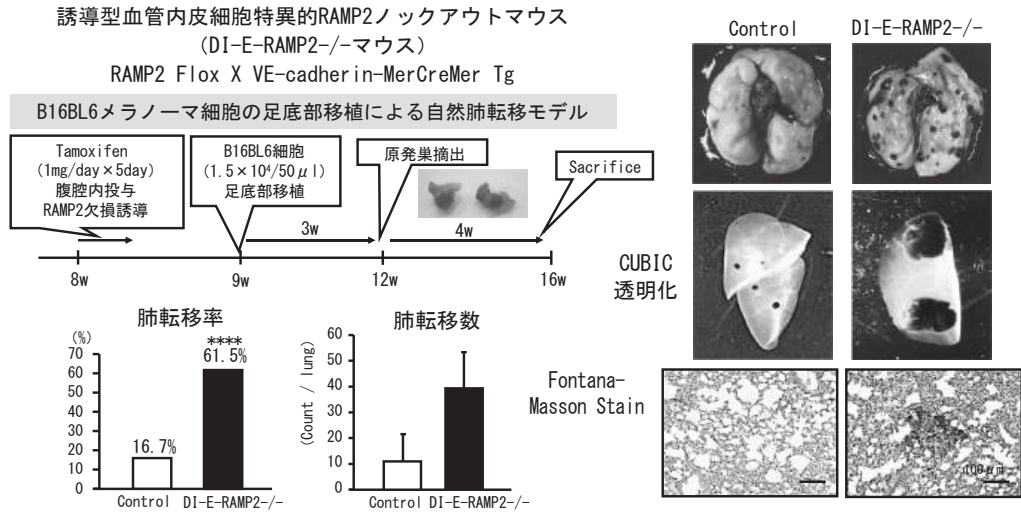 誘導型血管内皮細胞特異的RAMP2ノックアウトマウス
(DI-E-RAMP2-/-マウス)
RAMP2 Flox X VE-cadherin-MerCreMer Tg
B16BL6メラノーマ細胞の足底部移植による自然肺転移モデル
Tamoxifen
(1mg/day×5day)
腹腔内投与
RAMP2欠損誘導
B16BL6細胞
(1.5×10⁴/50μl)
足底部移植
原発巣摘出
Sacrifice
3w
4w
8w
9w
12w
16w
肺転移率
(%)
70
60
50
40
30
20
10
0
16.7%
****
61.5%
Control
DI-E-RAMP2-/-
肺転移数
(Count / lung)
60
50
40
30
20
10
0
Control
DI-E-RAMP2-/-
Control
DI-E-RAMP2-/-
CUBIC
透明化
Fontana-
Masson Stain
100μm